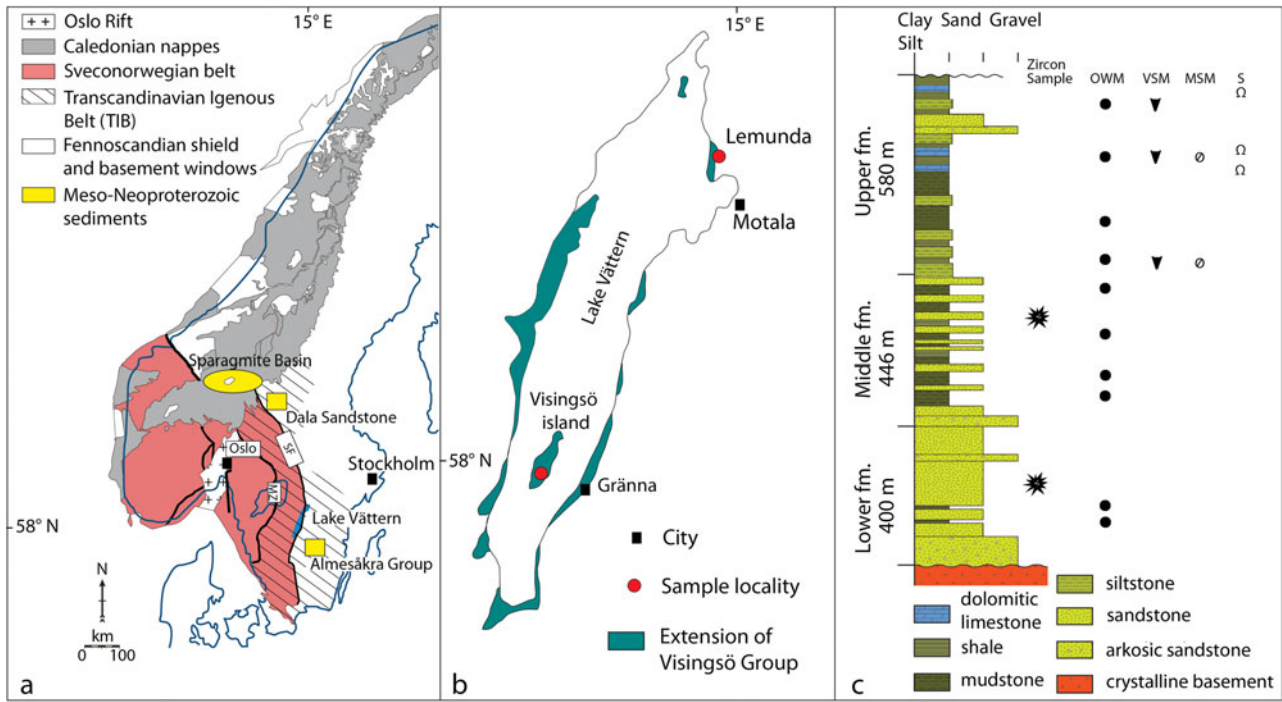 15° E
Oslo Rift
Caledonian nappes
Sveconorwegian belt
Transcandinavian Igenous
Belt (TIB)
Fennoscandian shield
and basement windows
Meso-Neoproterozoic
sediments
Sparagmite Basin
Dala Sandstone
SF
Oslo
Stockholm
MZ
Lake Vättern
58° N
Almesåkra Group
N
km
0 100
a
15° E
Lemunda
Motala
Lake Vättern
Visingsö
island
58° N
Gränna
City
Sample locality
Extension of
Visingsö Group
b
Clay Sand Gravel
Silt
Zircon
Sample
OWM VSM MSM S
Ω
Ω
Ω
Upper fm.
580 m
Middle fm.
446 m
Lower fm.
400 m
dolomitic
limestone
shale
mudstone
siltstone
sandstone
arkosic sandstone
crystalline basement
c